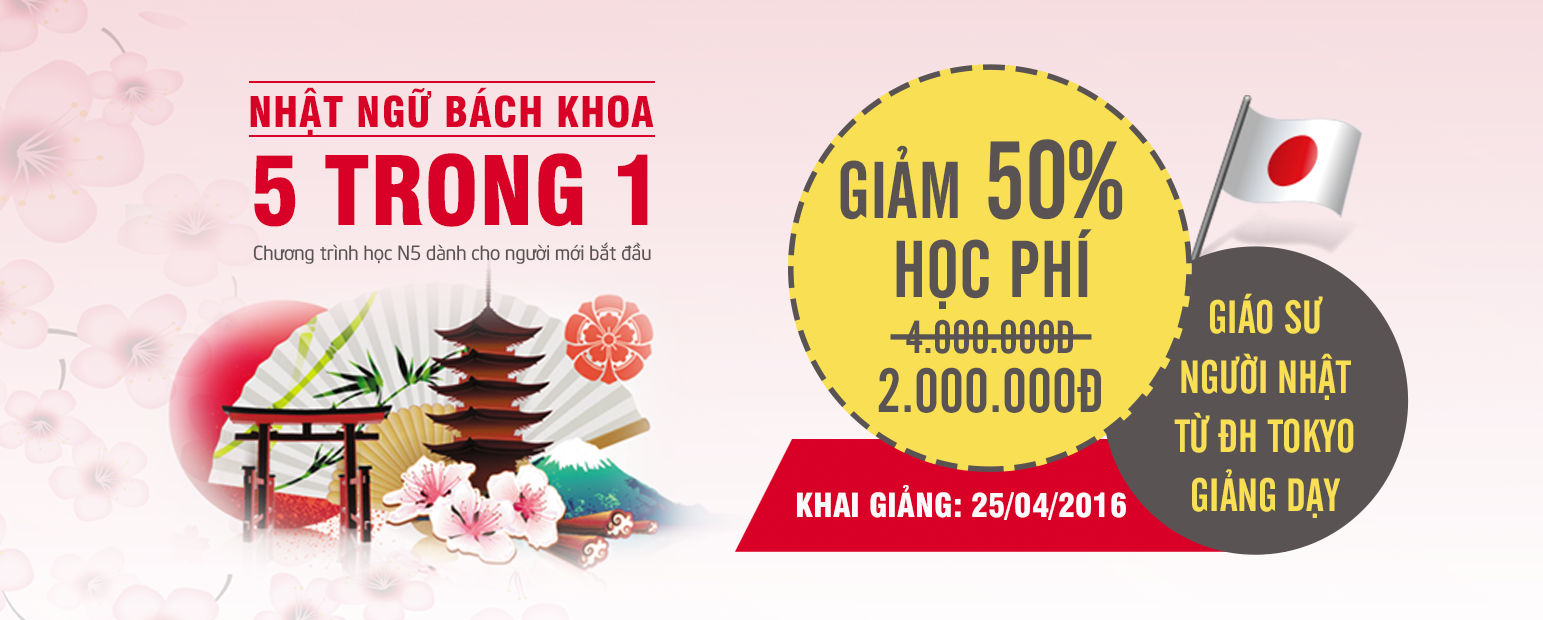 NHẬT NGỮ BÁCH KHOA
5 TRONG 1
Chương trình học N5 dành cho người mới bắt đầu
GIẢM 50%
HỌC PHÍ
4.000.000Đ
2.000.000Đ
KHAI GIẢNG: 25/04/2016
GIÁO SƯ
NGƯỜI NHẬT
TỪ ĐH TOKYO
GIẢNG DẠY